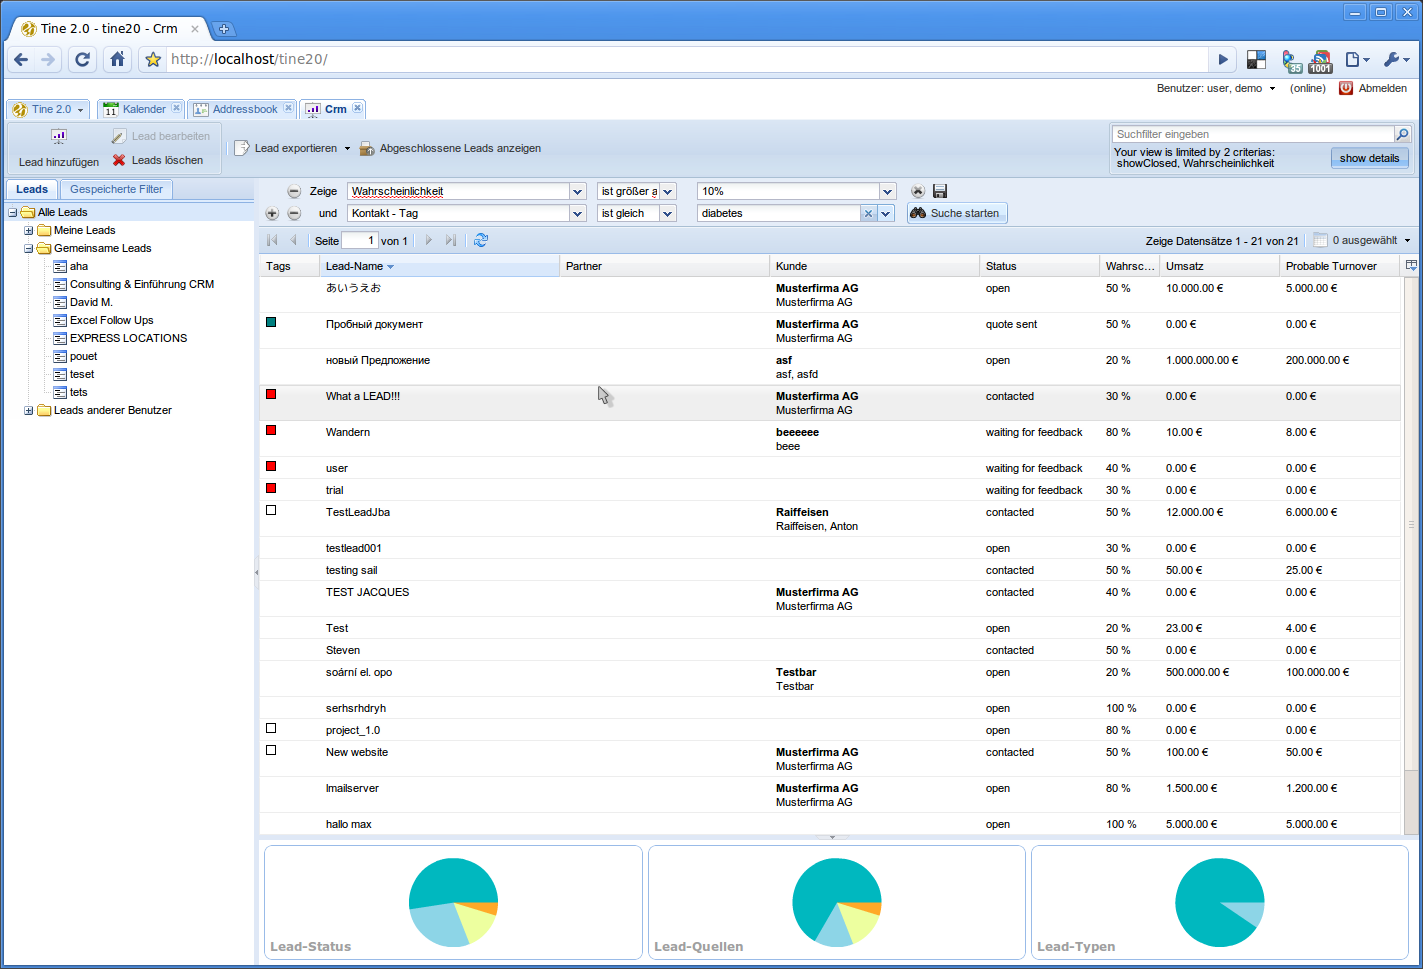 Tine 2.0 - tine20 - Crm
http://localhost/tine20/
35
1001
Benutzer: user, demo (online) Abmelden
Tine 2.0
11
Kalender
Addressbook
Crm
Lead hinzufügen
Lead bearbeiten
Leads löschen
Lead exportieren
Abgeschlossene Leads anzeigen
Suchfilter eingeben
Your view is limited by 2 criterias:
showClosed, Wahrscheinlichkeit
show details
Leads Gespeicherte Filter
Alle Leads
Meine Leads
Gemeinsame Leads
aha
Consulting & Einführung CRM
David M.
Excel Follow Ups
EXPRESS LOCATIONS
pouet
teset
tets
Leads anderer Benutzer
Zeige Wahrscheinlichkeit ist größer a 10%
und Kontakt - Tag ist gleich diabetes Suche starten
Seite 1 von 1
Zeige Datensätze 1 - 21 von 21 0 ausgewählt
Tags Lead-Name Partner Kunde Status Wahrsc... Umsatz Probable Turnover
あいうえお Musterfirma AG open 50 % 10.000.00 € 5.000.00 €
Musterfirma AG
Пробный документ Musterfirma AG quote sent 50 % 0.00 € 0.00 €
Musterfirma AG
новый Предложение asf open 20 % 1.000.000.00 € 200.000.00 €
asf, asfd
What a LEAD!!! Musterfirma AG contacted 30 % 0.00 € 0.00 €
Musterfirma AG
Wandern beeeeee waiting for feedback 80 % 10.00 € 8.00 €
beee
user waiting for feedback 40 % 0.00 € 0.00 €
trial waiting for feedback 30 % 0.00 € 0.00 €
TestLeadJba Raiffeisen contacted 50 % 12.000.00 € 6.000.00 €
Raiffeisen, Anton
testlead001 open 30 % 0.00 € 0.00 €
testing sail contacted 50 % 50.00 € 25.00 €
TEST JACQUES Musterfirma AG contacted 40 % 0.00 € 0.00 €
Musterfirma AG
Test open 20 % 23.00 € 4.00 €
Steven contacted 50 % 0.00 € 0.00 €
soární el. opo Testbar open 20 % 500.000.00 € 100.000.00 €
Testbar
serhsrhdryh open 100 % 0.00 € 0.00 €
project_1.0 open 80 % 0.00 € 0.00 €
New website Musterfirma AG contacted 50 % 100.00 € 50.00 €
Musterfirma AG
lmailserver Musterfirma AG open 80 % 1.500.00 € 1.200.00 €
Musterfirma AG
hallo max open 100 % 5.000.00 € 5.000.00 €
Lead-Status
Lead-Quellen
Lead-Typen